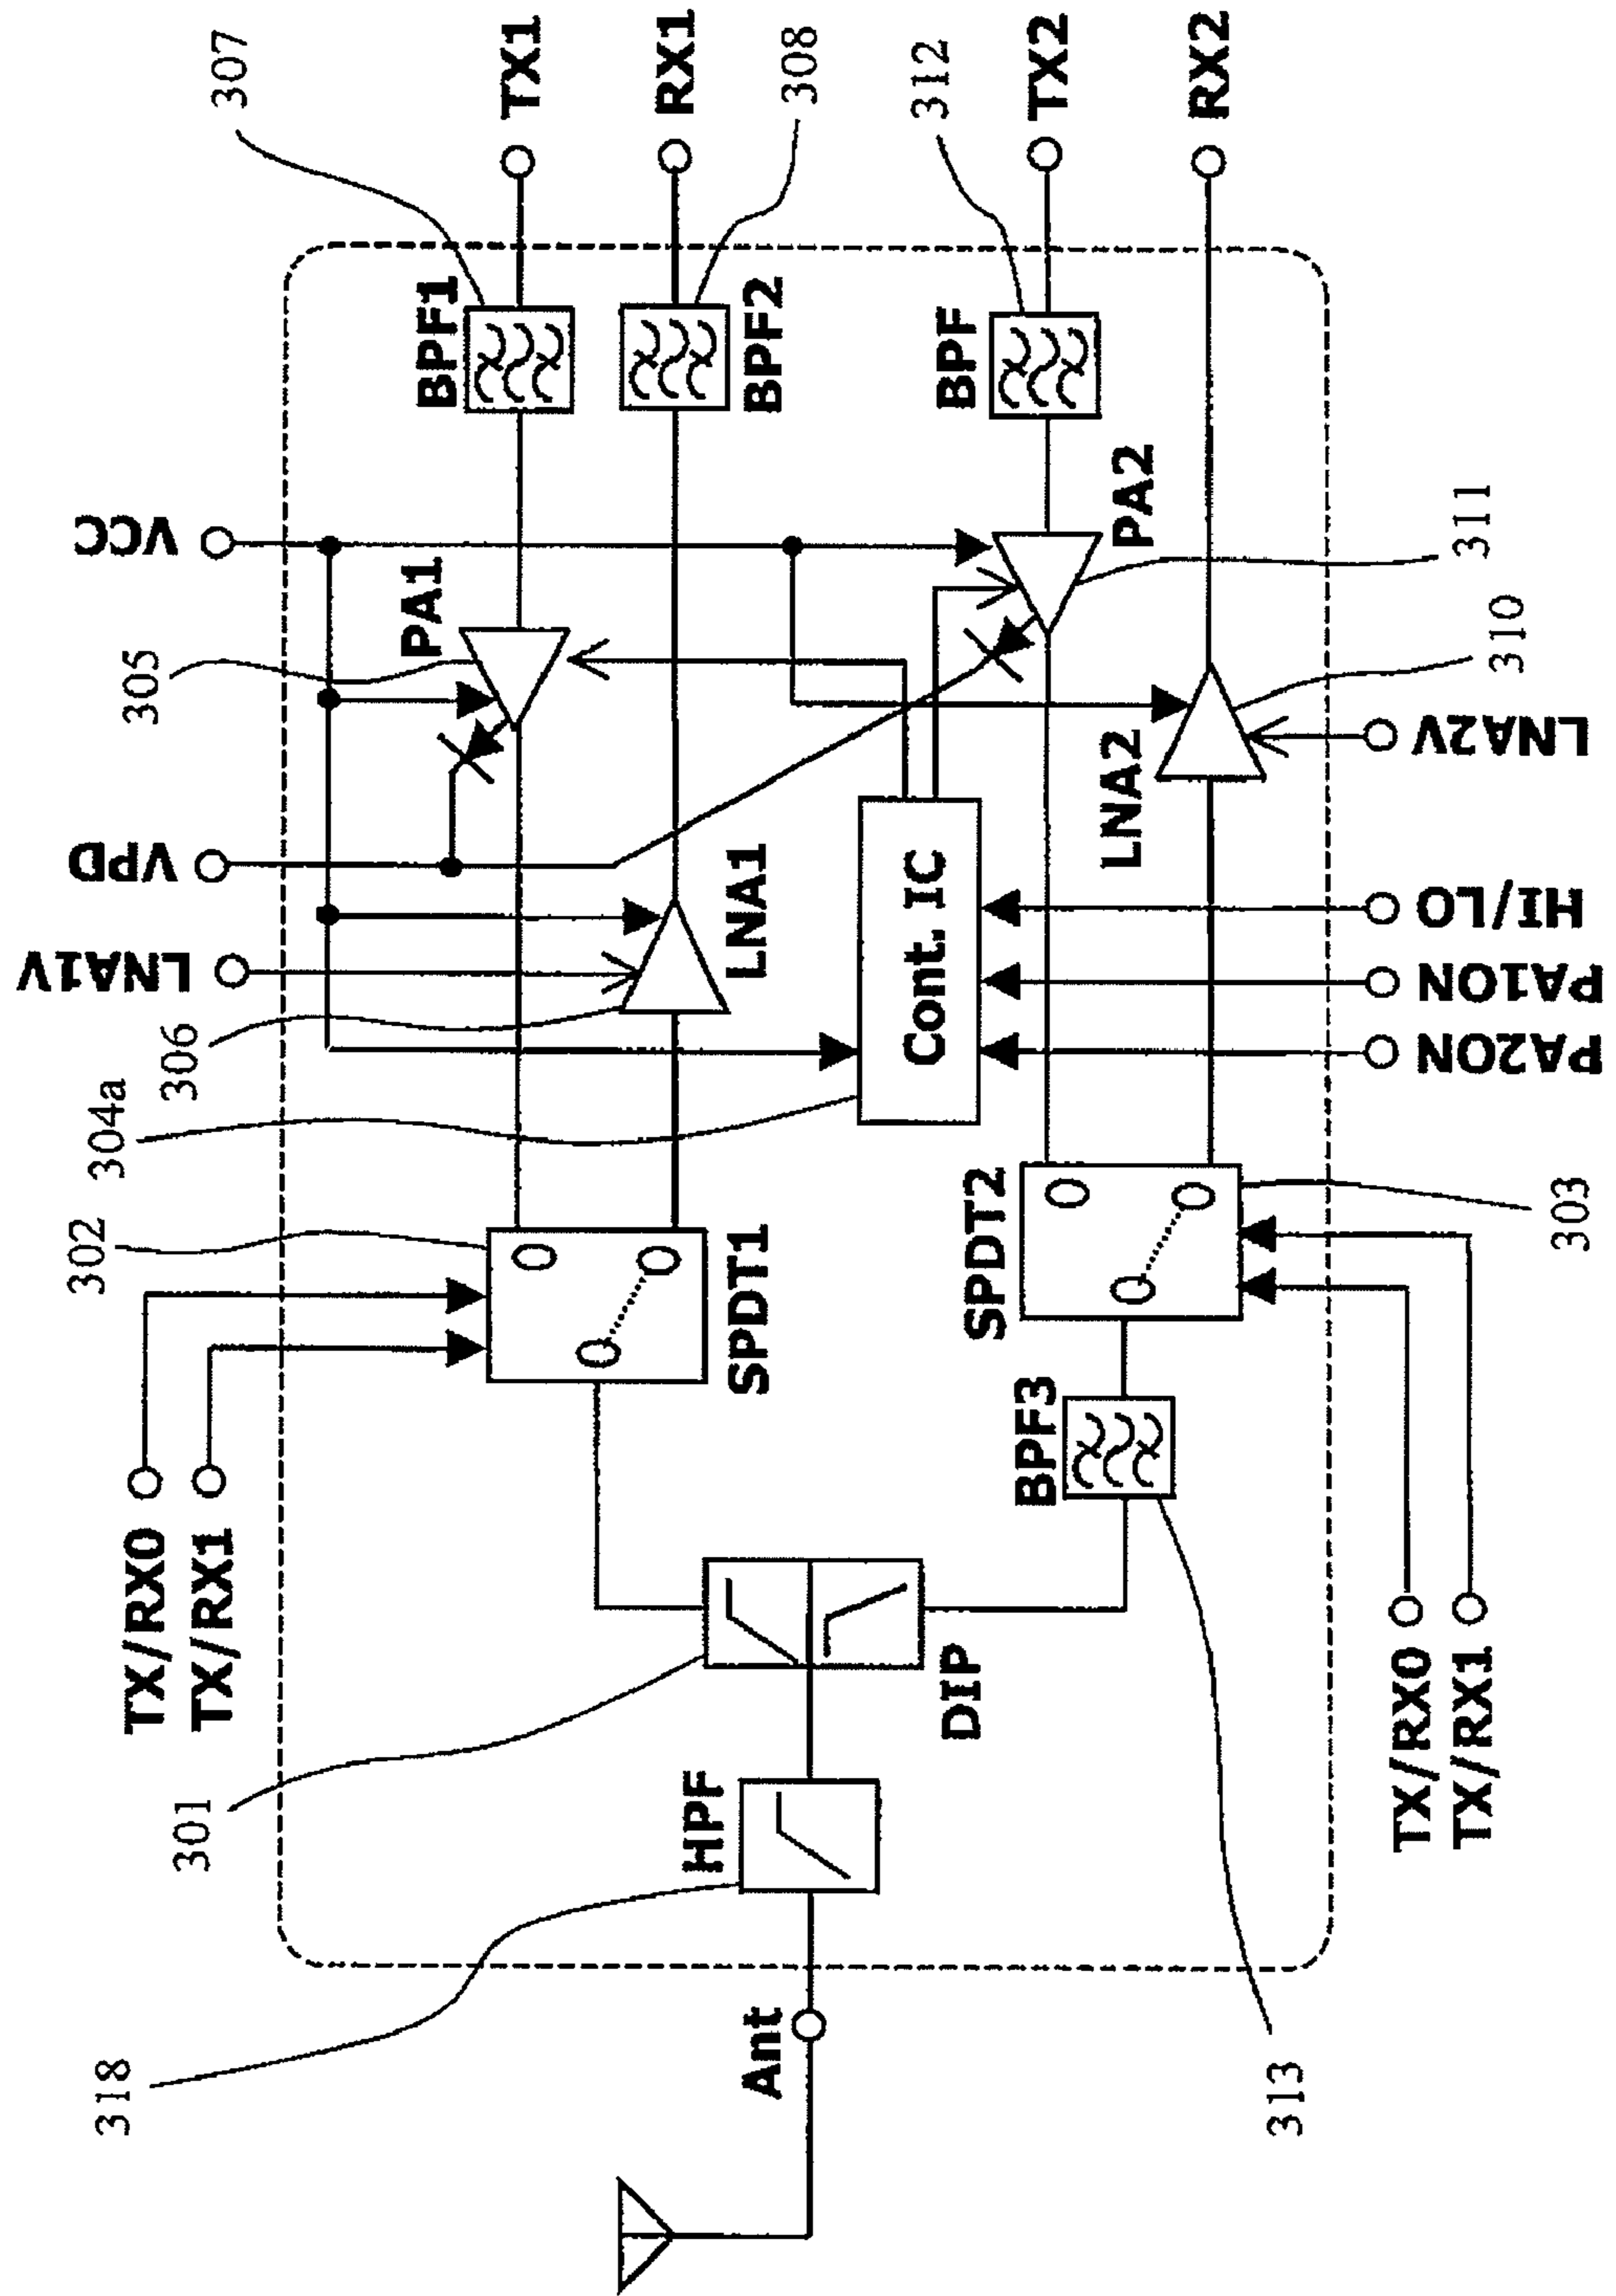 307
TX1
RX1
308
312
TX2
RX2
BPF1
BPF2
BPF
VCC
PA1
305
PA2
311
310
VPD
LNA1V
LNA1
306
304a
Cont. IC
LNA2
LNA2V
HI/LO
PA1ON
PA2ON
302
SPDT1
SPDT2
303
TX/RX0
TX/RX1
BPF3
301
DIP
HPF
318
Ant
313
TX/RX0
TX/RX1